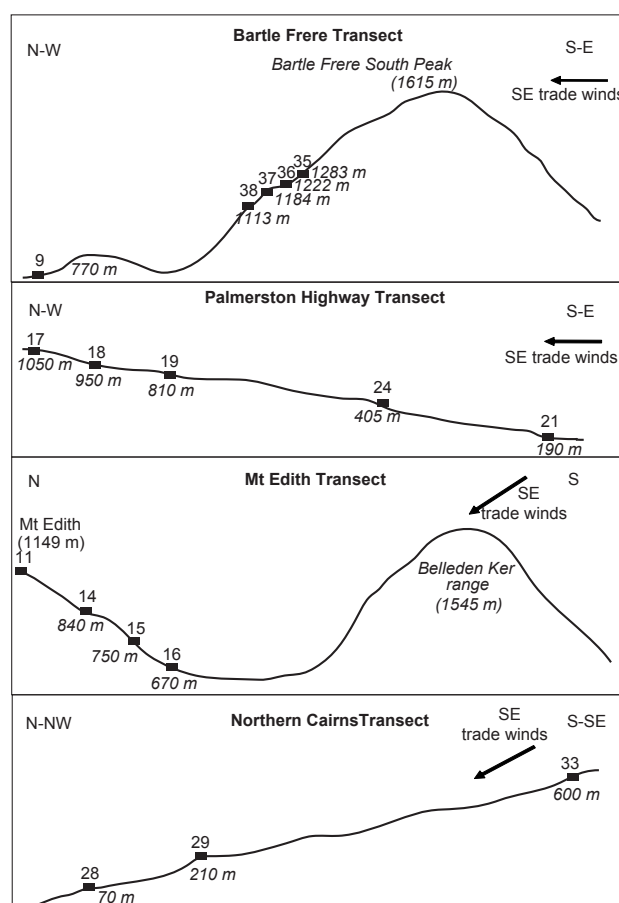 Bartle Frere Transect
N-W
S-E
Bartle Frere South Peak
(1615 m)
SE trade winds
35
1283 m
36
1222 m
37
1184 m
38
1113 m
9
770 m
Palmerston Highway Transect
N-W
S-E
17
SE trade winds
1050 m
18
950 m
19
810 m
24
405 m
21
190 m
N
Mt Edith Transect
SE
trade winds
S
Mt Edith
(1149 m)
11
Belleden Ker
range
(1545 m)
14
840 m
15
750 m
16
670 m
N-NW
Northern CairnsTransect
SE
trade winds
S-SE
33
600 m
29
210 m
28
70 m